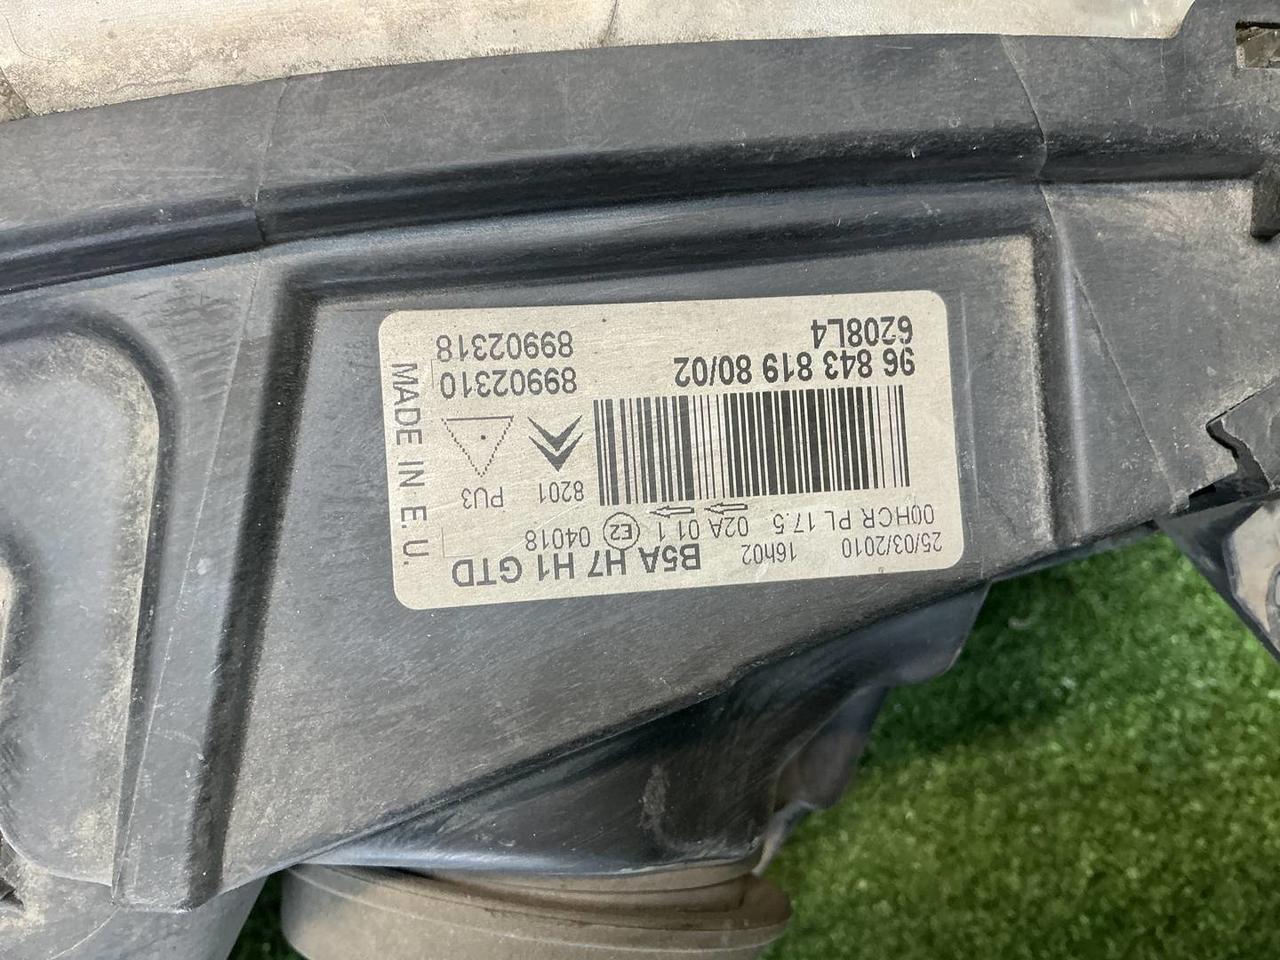 25/03/2010 16h02 B5A H7 H1 GTD
00HCR PL 17.5 02A 01.1 E2 04018
8201 PU3
96 843 819 80/02 89902310
6208L4 89902318
MADE IN E.U.